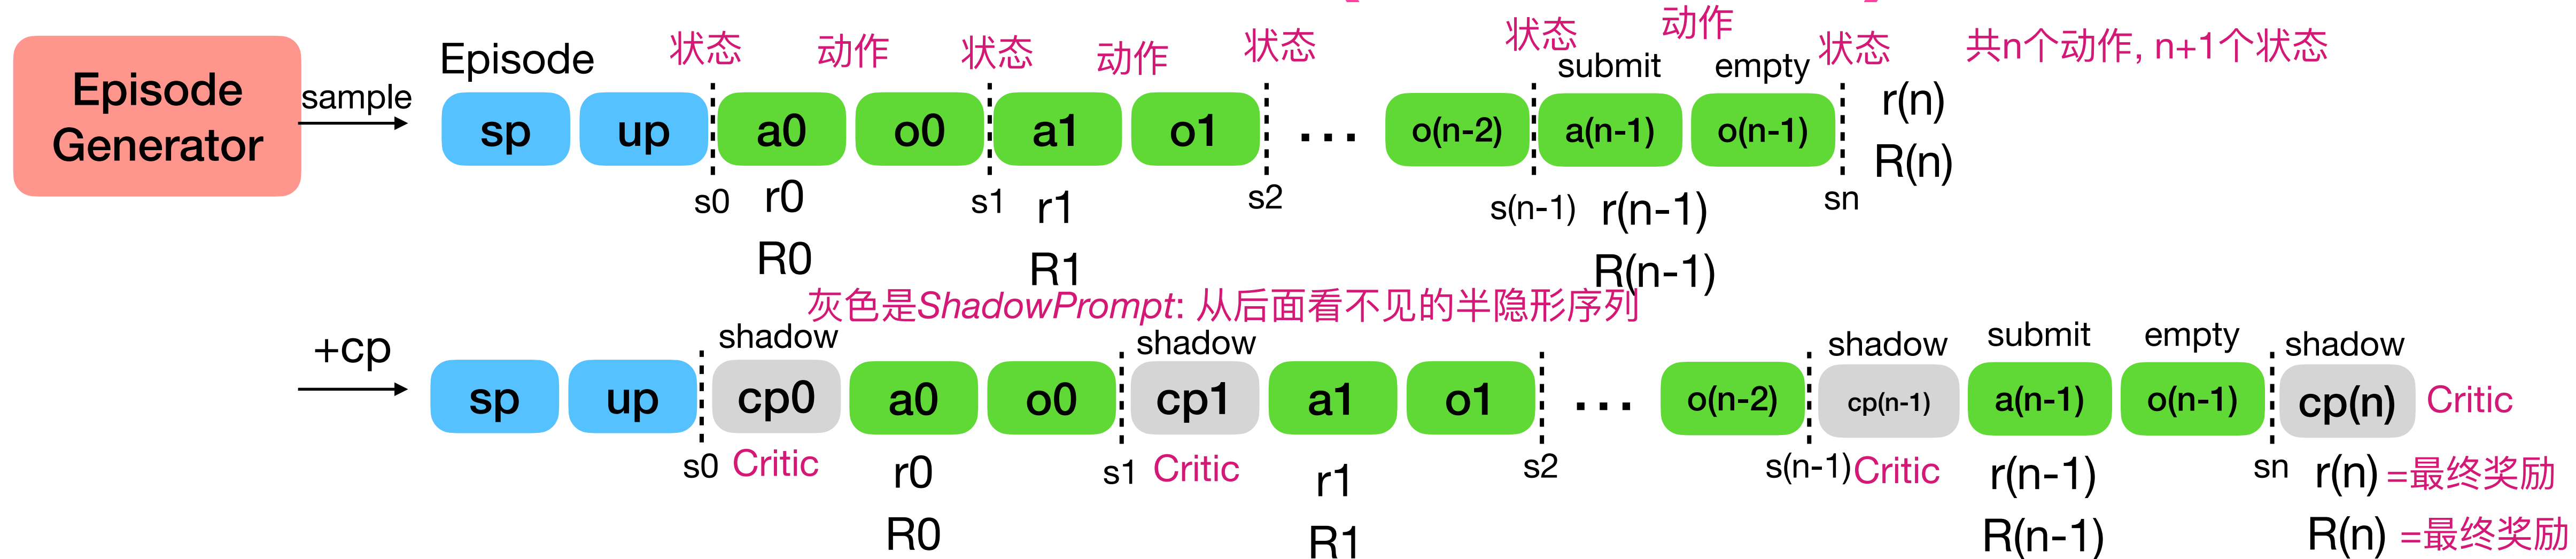 Episode
Generator
sample
Episode
状态 动作 状态 动作 状态 状态 动作 状态 共n个动作, n+1个状态
submit empty
sp up a0 o0 a1 o1 ... o(n-2) a(n-1) o(n-1) r(n)
R(n)
s0 r0 s1 r1 s2 s(n-1) r(n-1) sn
R0 R1 R(n-1)
灰色是ShadowPrompt: 从后面看不见的半隐形序列
+cp
shadow shadow shadow submit empty shadow
sp up cp0 a0 o0 cp1 a1 o1 ... o(n-2) cp(n-1) a(n-1) o(n-1) cp(n) Critic
s0 Critic r0 s1 Critic r1 s2 s(n-1) Critic r(n-1) sn r(n) =最终奖励
R0 R1 R(n-1) R(n) =最终奖励